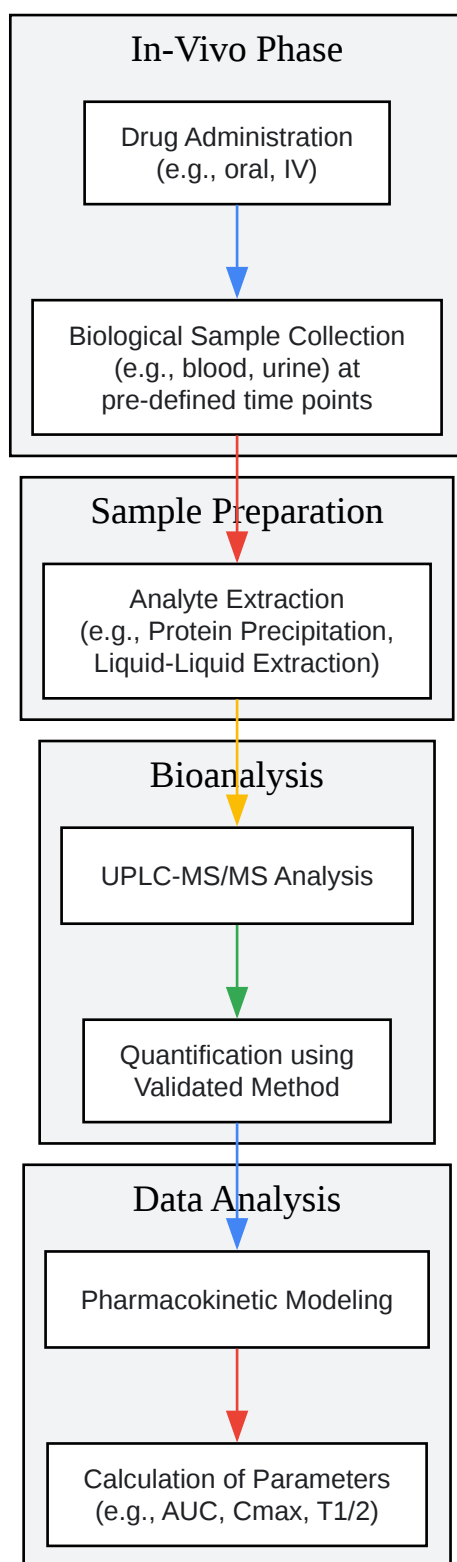 In-Vivo Phase
Drug Administration
(e.g., oral, IV)
Biological Sample Collection
(e.g., blood, urine) at
pre-defined time points
Sample Preparation
Analyte Extraction
(e.g., Protein Precipitation,
Liquid-Liquid Extraction)
Bioanalysis
UPLC-MS/MS Analysis
Quantification using
Validated Method
Data Analysis
Pharmacokinetic Modeling
Calculation of Parameters
(e.g., AUC, Cmax, T1/2)